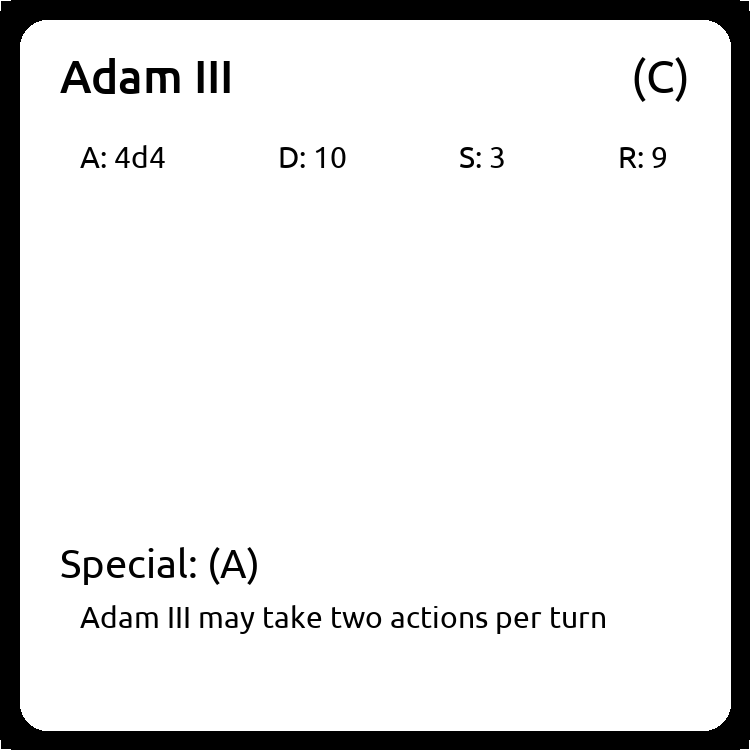 Adam III (C)
A: 4d4 D: 10 S: 3 R: 9
Special: (A)
Adam III may take two actions per turn